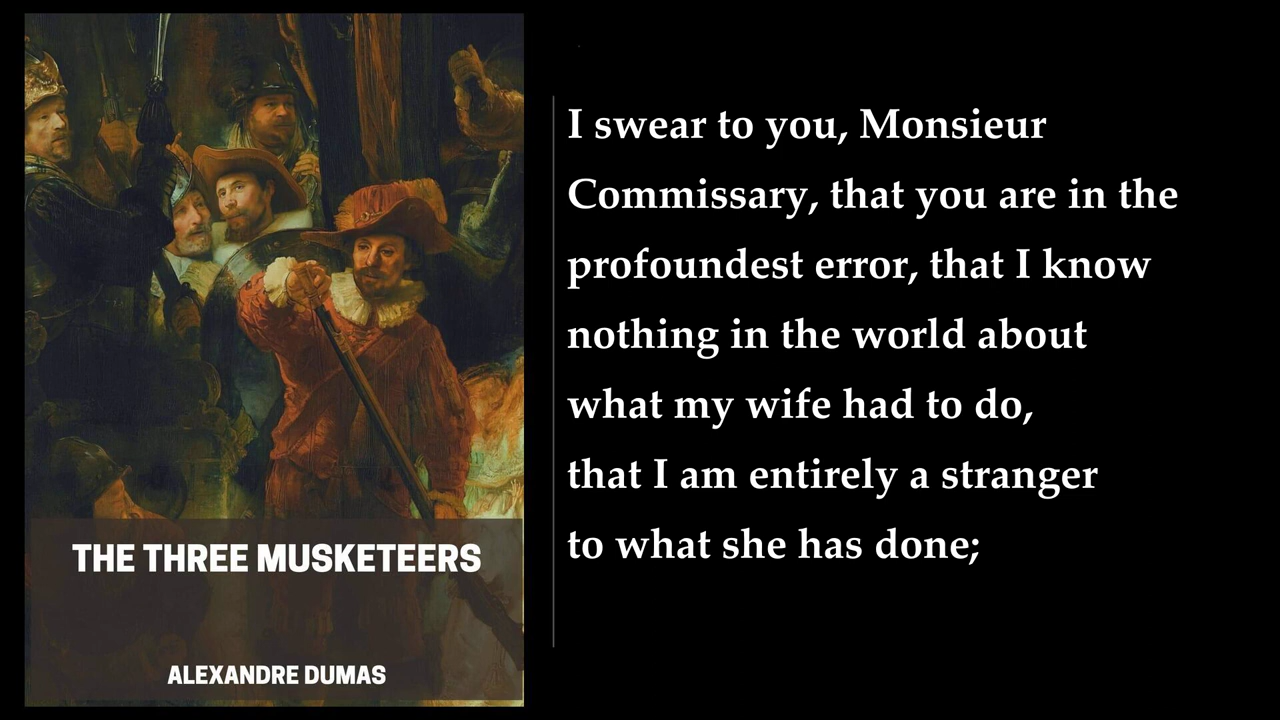 THE THREE MUSKETEERS
ALEXANDRE DUMAS
I swear to you, Monsieur
Commissary, that you are in the
profoundest error, that I know
nothing in the world about
what my wife had to do,
that I am entirely a stranger
to what she has done;